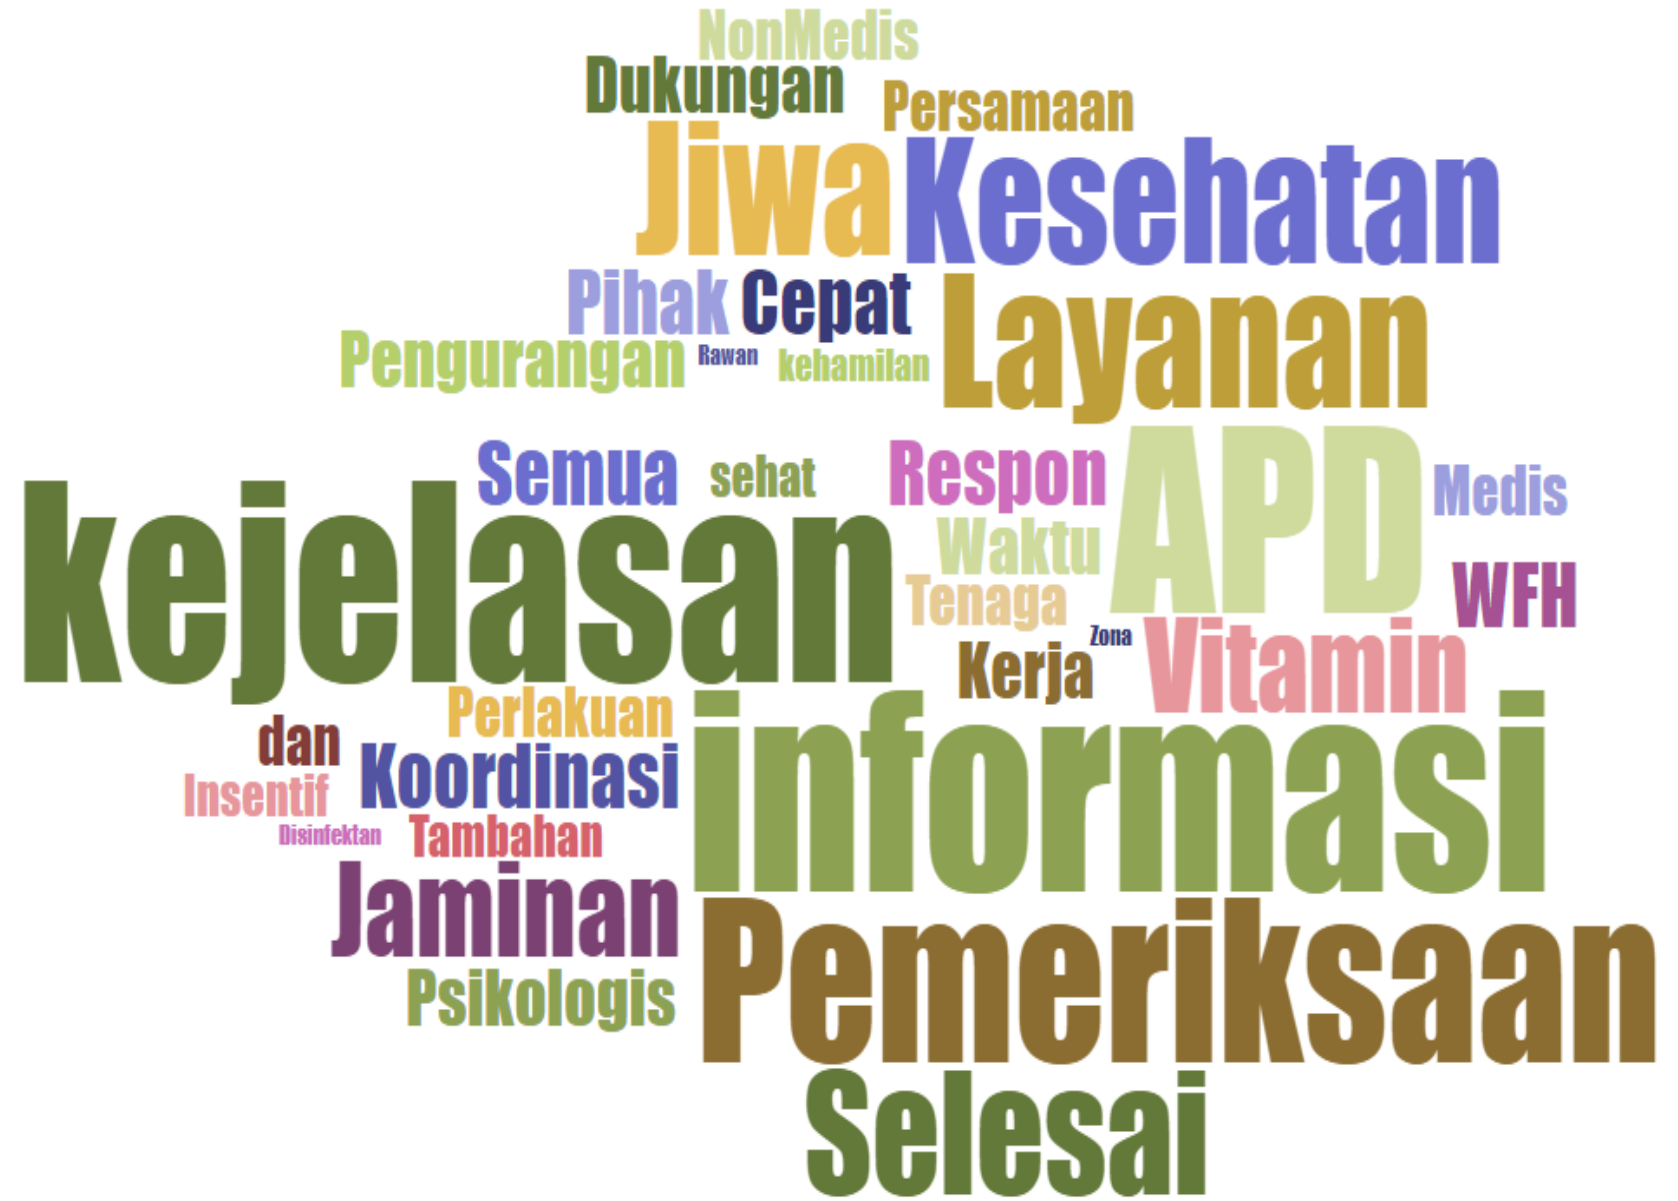 NonMedis
Dukungan
Persamaan
Jiwa Kesehatan
Pihak Cepat
Layanan
Pengurangan Rawan kehamilan
Semua sehat Respon APD Medis
kejelasan
Waktu
WFH
Tenaga
Zona
Kerja Vitamin
Perlakuan
informasi
dan
Koordinasi
Insentif
Disinfektan Tambahan
Jaminan
Pemeriksaan
Psikologis
Selesai